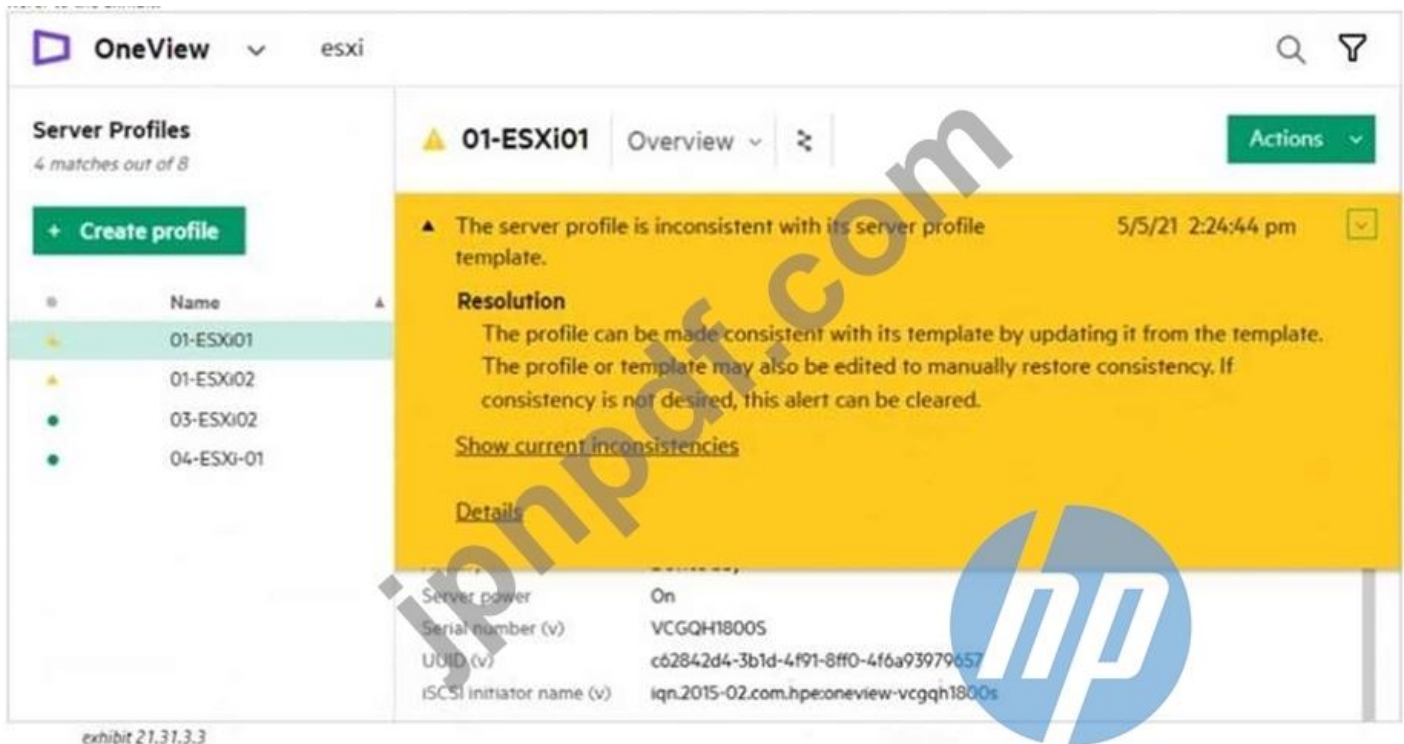 OneView
esxi
Server Profiles
4 matches out of 8
+ Create profile
Name
01-ESXi01
01-ESXi02
03-ESXi02
04-ESXi-01
01-ESXi01
Overview
Actions
The server profile is inconsistent with its server profile
template.
5/5/21 2:24:44 pm
Resolution
The profile can be made consistent with its template by updating it from the template.
The profile or template may also be edited to manually restore consistency. If
consistency is not desired, this alert can be cleared.
Show current inconsistencies
Details
Server power On
Serial number (v) VCGQH1800S
UUID (v) c62842d4-3b1d-4f91-8ff0-4f6a93979657
iSCSI initiator name (v) iqn.2015-02.com.hpe:oneview-vcgqh1800s
exhibit 21.31.3.3
jpnpdf.com
hp